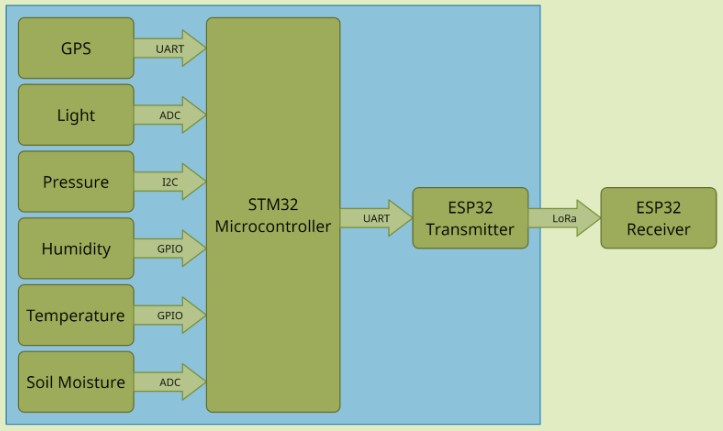 GPS
UART
Light
ADC
Pressure
I2C
Humidity
GPIO
Temperature
GPIO
Soil Moisture
ADC
STM32
Microcontroller
UART
ESP32
Transmitter
LoRa
ESP32
Receiver